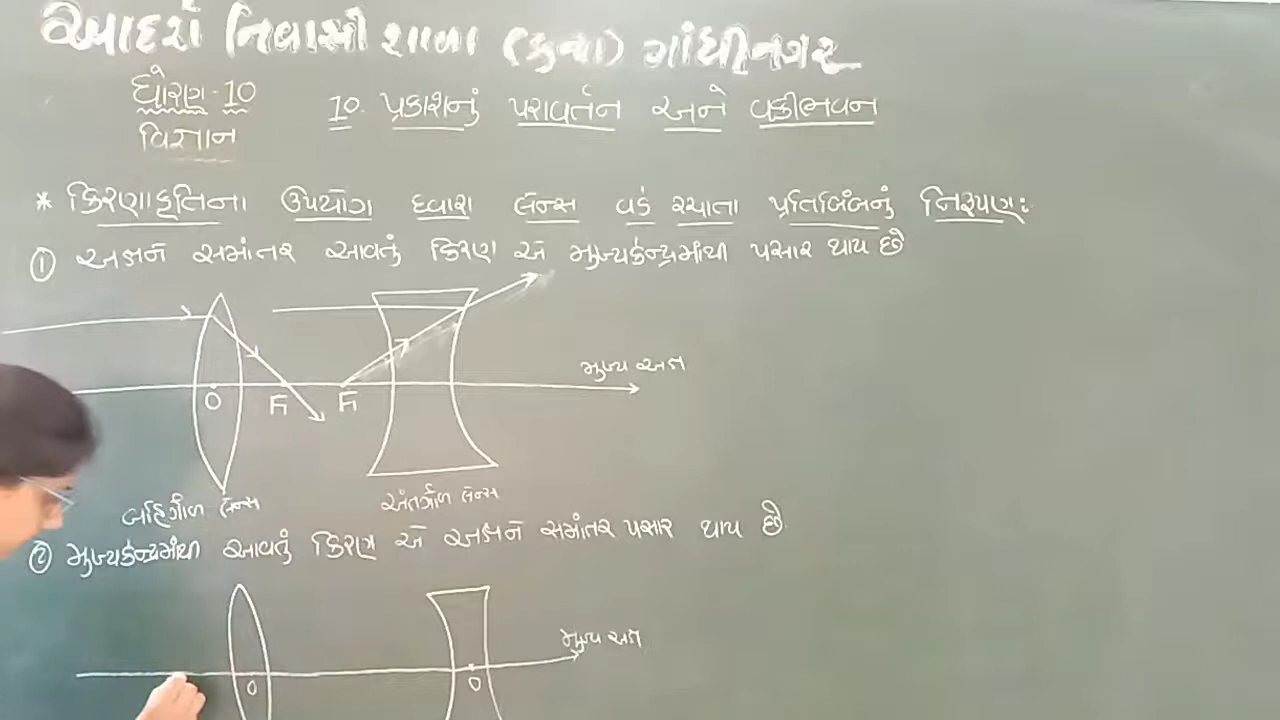 આદર્શ નિવાસી શાળા (કન્યા) ગાંધીનગર
ધોરણ-10
10. પ્રકાશનું પરાવર્તન અને વક્રીભવન
વિજ્ઞાન
* કિરણાકૃતિના ઉપયોગ દ્વારા લેન્સ વડે રચાતા પ્રતિબિંબનું નિરૂપણ:
① અક્ષને સમાંતર આવતું કિરણ એ મુખ્યકેન્દ્રમાંથી પસાર થાય છે
મુખ્ય અક્ષ
O F₁ F₁
બહિર્ગોળ લેન્સ
અંતર્ગોળ લેન્સ
② મુખ્યકેન્દ્રમાંથી આવતું કિરણ એ અક્ષને સમાંતર પસાર થાય છે.
મુખ્ય અક્ષ
O O